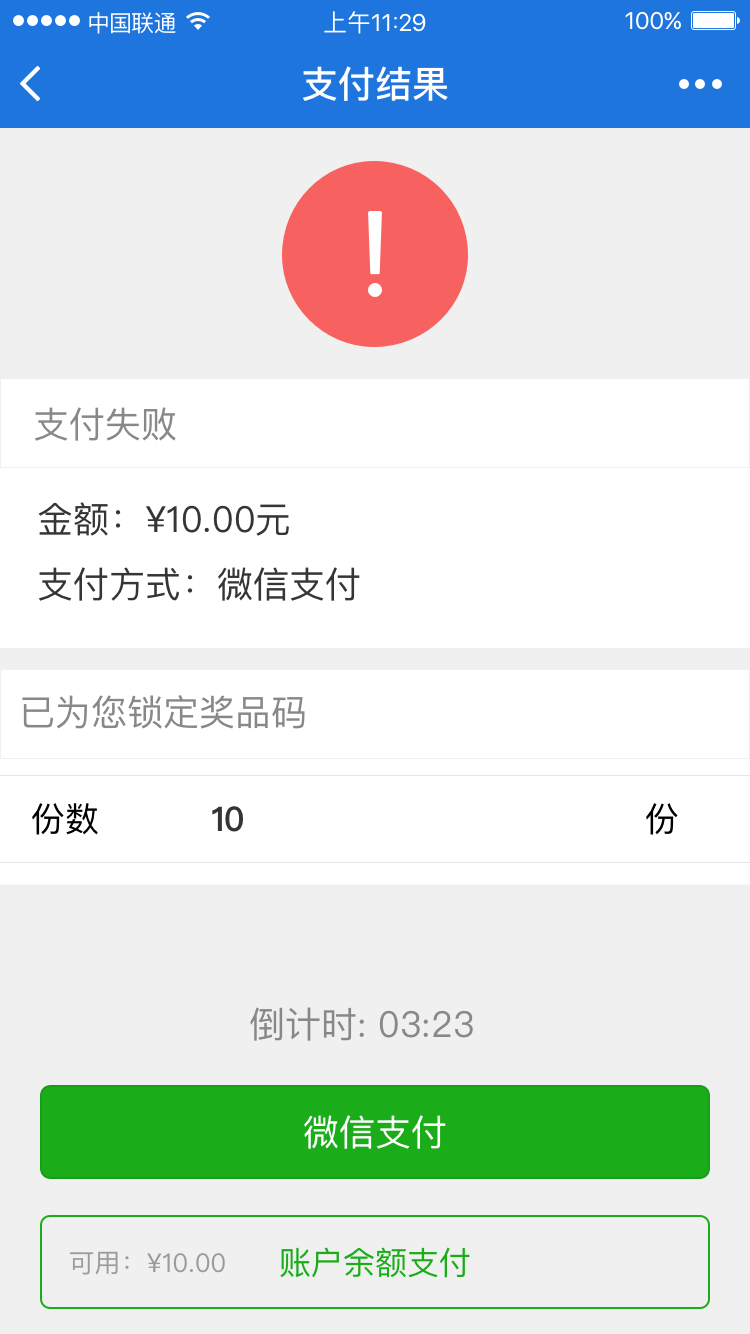 中国联通 上午11:29 100%
支付结果
支付失败
金额：¥10.00元
支付方式：微信支付
已为您锁定奖品码
份数 10 份
倒计时: 03:23
微信支付
可用：¥10.00 账户余额支付